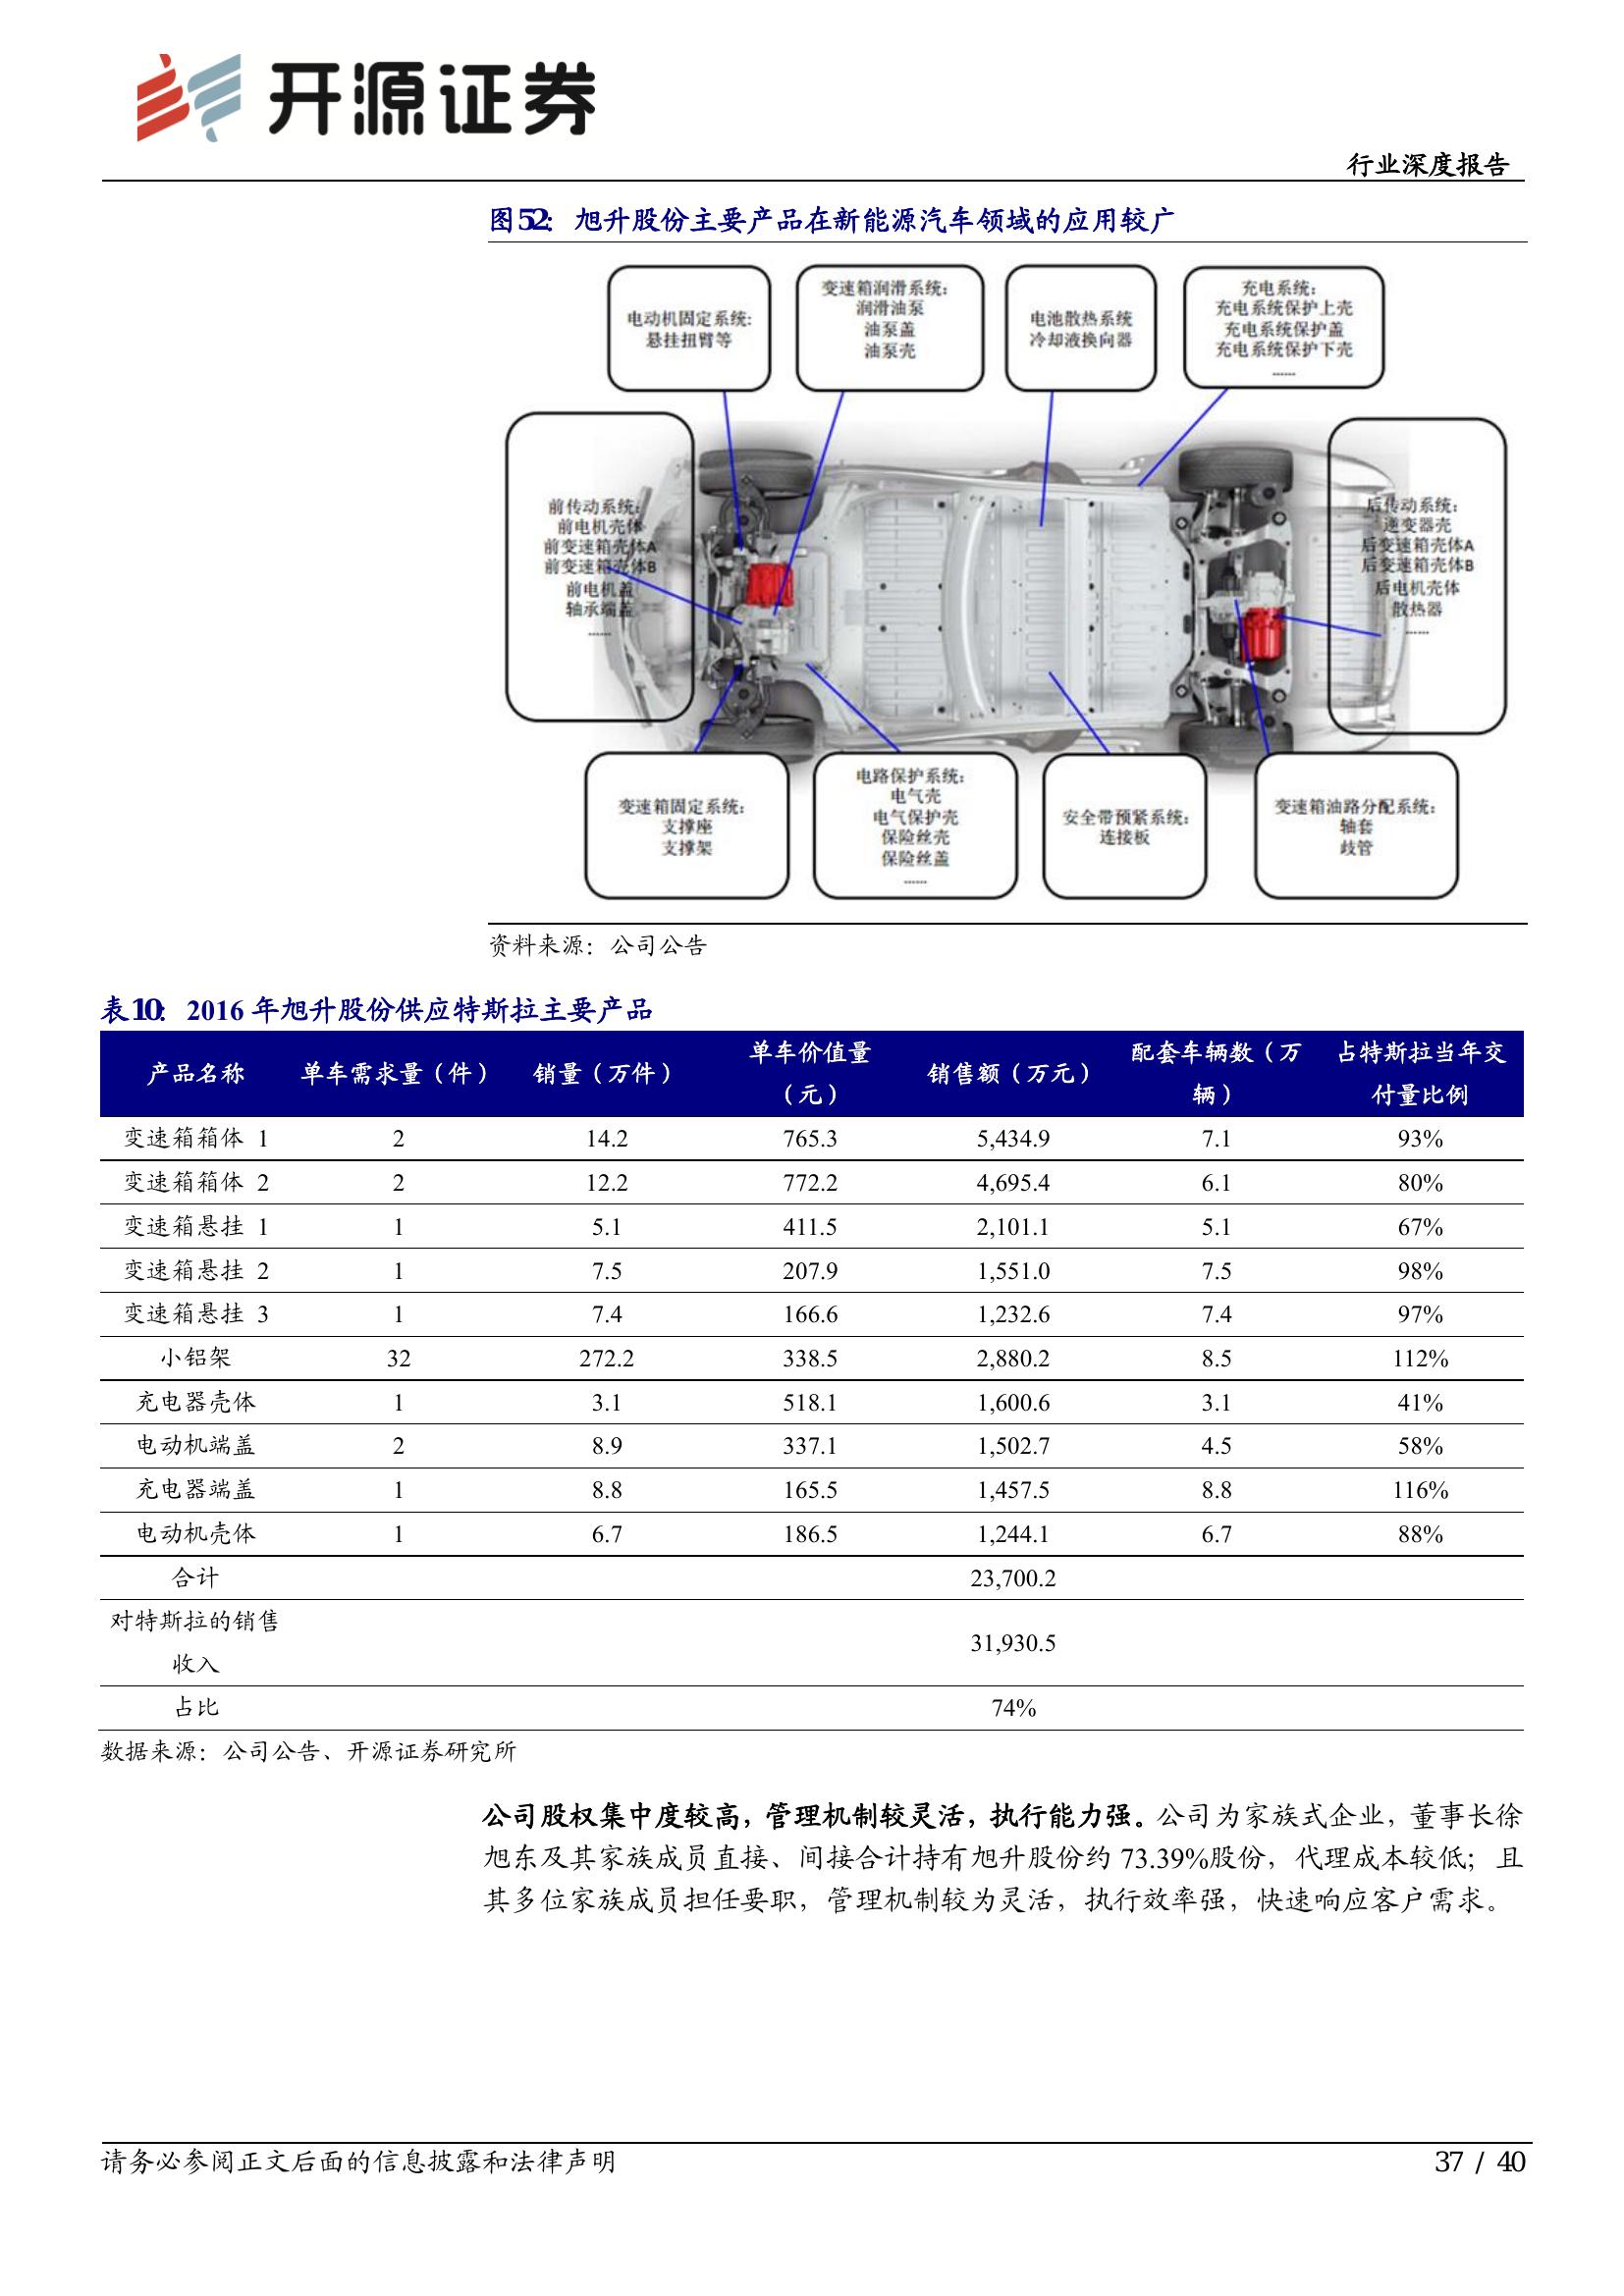 开源证券
行业深度报告
图52： 旭升股份主要产品在新能源汽车领域的应用较广
电动机固定系统:
悬挂扭臂等
变速箱润滑系统:
润滑油泵
油泵盖
油泵壳
电池散热系统
冷却液换向器
充电系统:
充电系统保护上壳
充电系统保护盖
充电系统保护下壳
......
前传动系统:
前电机壳体
前变速箱壳体A
前变速箱壳体B
前电机盖
轴承端盖
......
后传动系统:
逆变器壳
后变速箱壳体A
后变速箱壳体B
后电机壳体
散热器
......
变速箱固定系统:
支撑座
支撑架
电路保护系统:
电气壳
电气保护壳
保险丝壳
保险丝盖
......
安全带预紧系统:
连接板
变速箱油路分配系统:
轴套
歧管
资料来源：公司公告
表10： 2016 年旭升股份供应特斯拉主要产品
产品名称 单车需求量（件） 销量（万件） 单车价值量（元） 销售额（万元） 配套车辆数（万辆） 占特斯拉当年交付量比例
变速箱箱体 1 2 14.2 765.3 5,434.9 7.1 93%
变速箱箱体 2 2 12.2 772.2 4,695.4 6.1 80%
变速箱悬挂 1 1 5.1 411.5 2,101.1 5.1 67%
变速箱悬挂 2 1 7.5 207.9 1,551.0 7.5 98%
变速箱悬挂 3 1 7.4 166.6 1,232.6 7.4 97%
小铝架 32 272.2 338.5 2,880.2 8.5 112%
充电器壳体 1 3.1 518.1 1,600.6 3.1 41%
电动机端盖 2 8.9 337.1 1,502.7 4.5 58%
充电器端盖 1 8.8 165.5 1,457.5 8.8 116%
电动机壳体 1 6.7 186.5 1,244.1 6.7 88%
合计 23,700.2
对特斯拉的销售收入 31,930.5
占比 74%
数据来源：公司公告、开源证券研究所
公司股权集中度较高，管理机制较灵活，执行能力强。公司为家族式企业，董事长徐
旭东及其家族成员直接、间接合计持有旭升股份约 73.39%股份，代理成本较低；且
其多位家族成员担任要职，管理机制较为灵活，执行效率强，快速响应客户需求。
请务必参阅正文后面的信息披露和法律声明
37 / 40